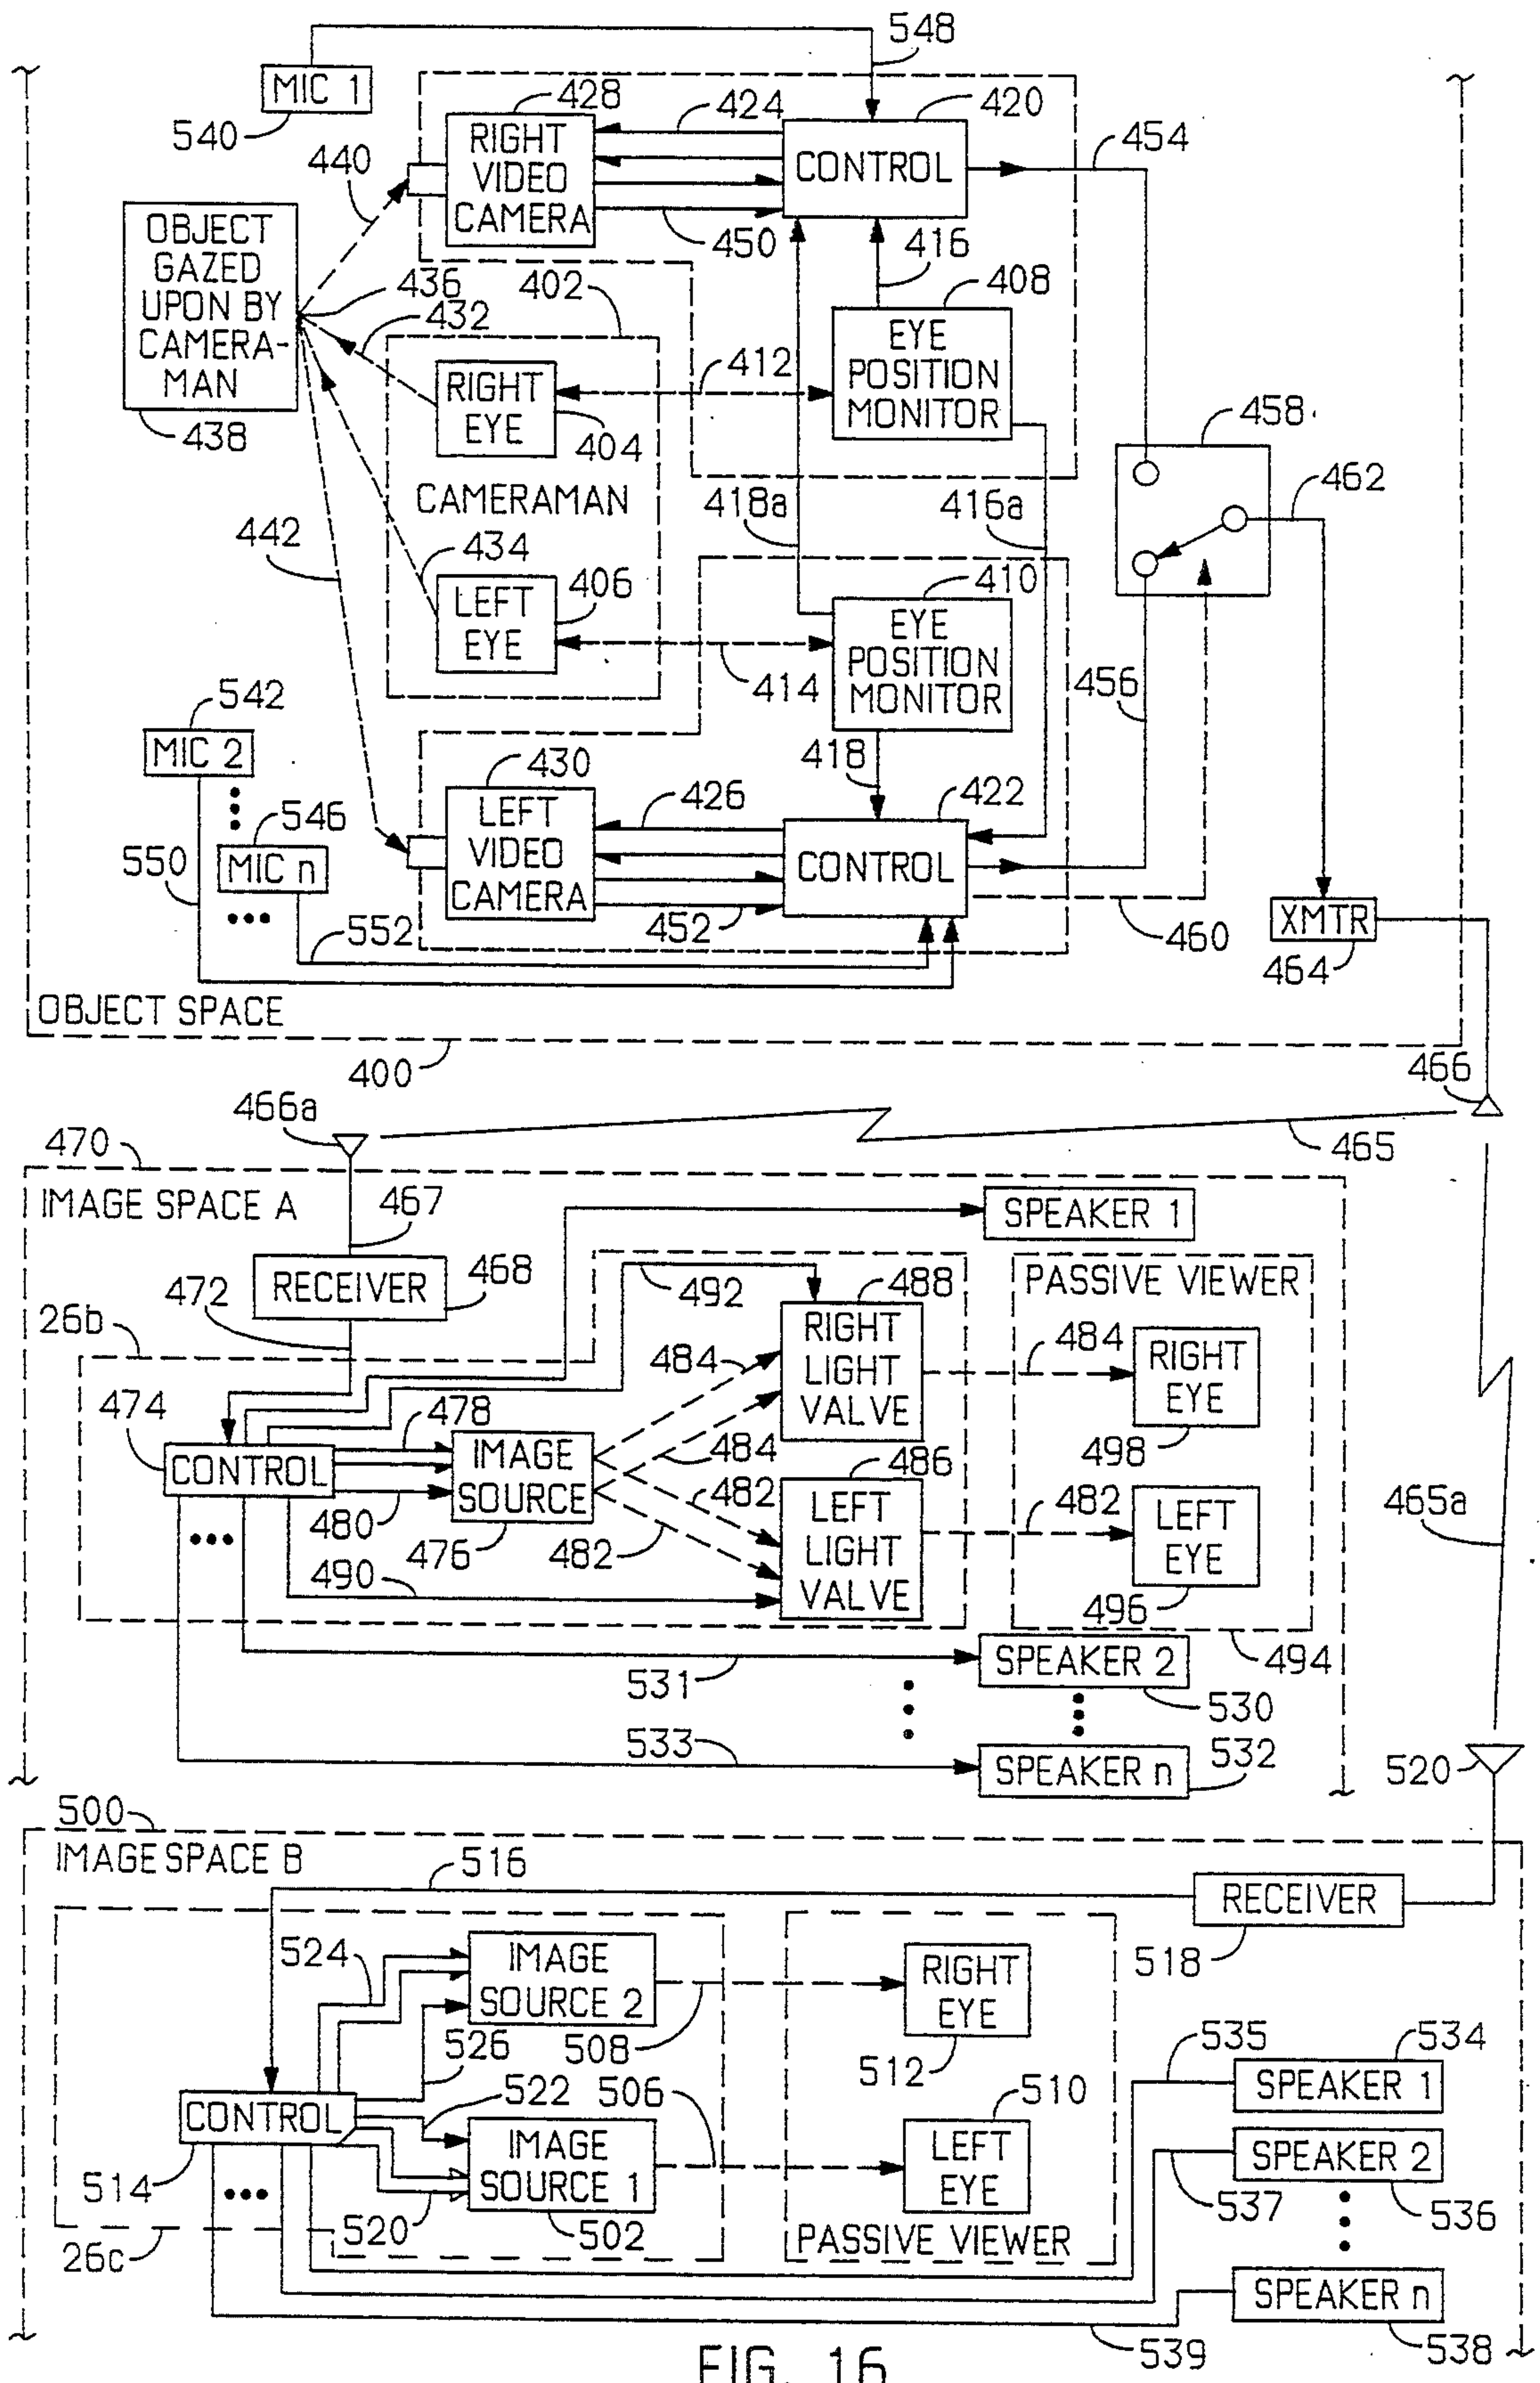 548
MIC 1
540
428
424
420
RIGHT
VIDEO
CAMERA
CONTROL
454
440
450
416
OBJECT
GAZED
UPON BY
CAMERA-
MAN
438
436
432
402
408
EYE
POSITION
MONITOR
412
RIGHT
EYE
404
CAMERAMAN
458
462
418a
416a
442
434
LEFT
EYE
406
410
EYE
POSITION
MONITOR
414
456
542
MIC 2
418
430
LEFT
VIDEO
CAMERA
426
422
CONTROL
546
MIC n
550
552
452
460
XMTR
464
OBJECT SPACE
400
466
466a
465
470
IMAGE SPACE A
467
SPEAKER 1
RECEIVER
468
472
492
488
PASSIVE VIEWER
26b
RIGHT
LIGHT
VALVE
484
484
RIGHT
EYE
498
474
CONTROL
478
IMAGE
SOURCE
484
486
480
476
482
482
LEFT
LIGHT
VALVE
482
LEFT
EYE
496
465a
490
494
531
SPEAKER 2
530
533
SPEAKER n
532
520
500
IMAGE SPACE B
516
RECEIVER
518
524
IMAGE
SOURCE 2
508
RIGHT
EYE
512
526
522
506
510
535
534
SPEAKER 1
CONTROL
514
IMAGE
SOURCE 1
LEFT
EYE
SPEAKER 2
537
536
520
502
PASSIVE VIEWER
26c
SPEAKER n
539
538
FIG. 16